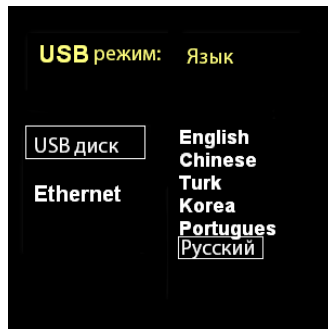 USB режим:
Язык
USB диск
Ethernet
English
Chinese
Turk
Korea
Portugues
Русский